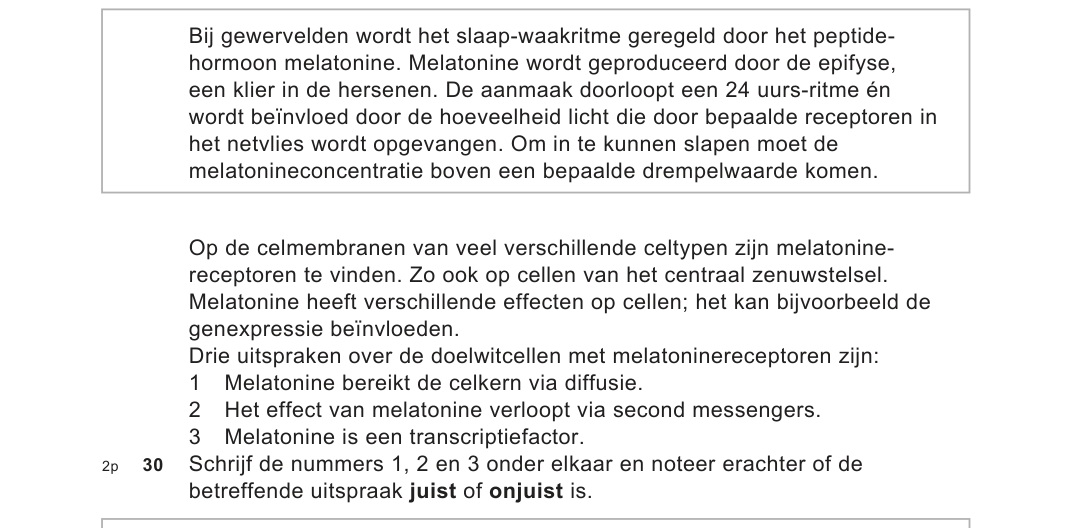 Bij gewervelden wordt het slaap-waakritme geregeld door het peptide-
hormoon melatonine. Melatonine wordt geproduceerd door de epifyse,
een klier in de hersenen. De aanmaak doorloopt een 24 uurs-ritme én
wordt beïnvloed door de hoeveelheid licht die door bepaalde receptoren in
het netvlies wordt opgevangen. Om in te kunnen slapen moet de
melatonineconcentratie boven een bepaalde drempelwaarde komen.
Op de celmembranen van veel verschillende celtypen zijn melatonine-
receptoren te vinden. Zo ook op cellen van het centraal zenuwstelsel.
Melatonine heeft verschillende effecten op cellen; het kan bijvoorbeeld de
genexpressie beïnvloeden.
Drie uitspraken over de doelwitcellen met melatoninereceptoren zijn:
1 Melatonine bereikt de celkern via diffusie.
2 Het effect van melatonine verloopt via second messengers.
3 Melatonine is een transcriptiefactor.
2p 30 Schrijf de nummers 1, 2 en 3 onder elkaar en noteer erachter of de
betreffende uitspraak juist of onjuist is.